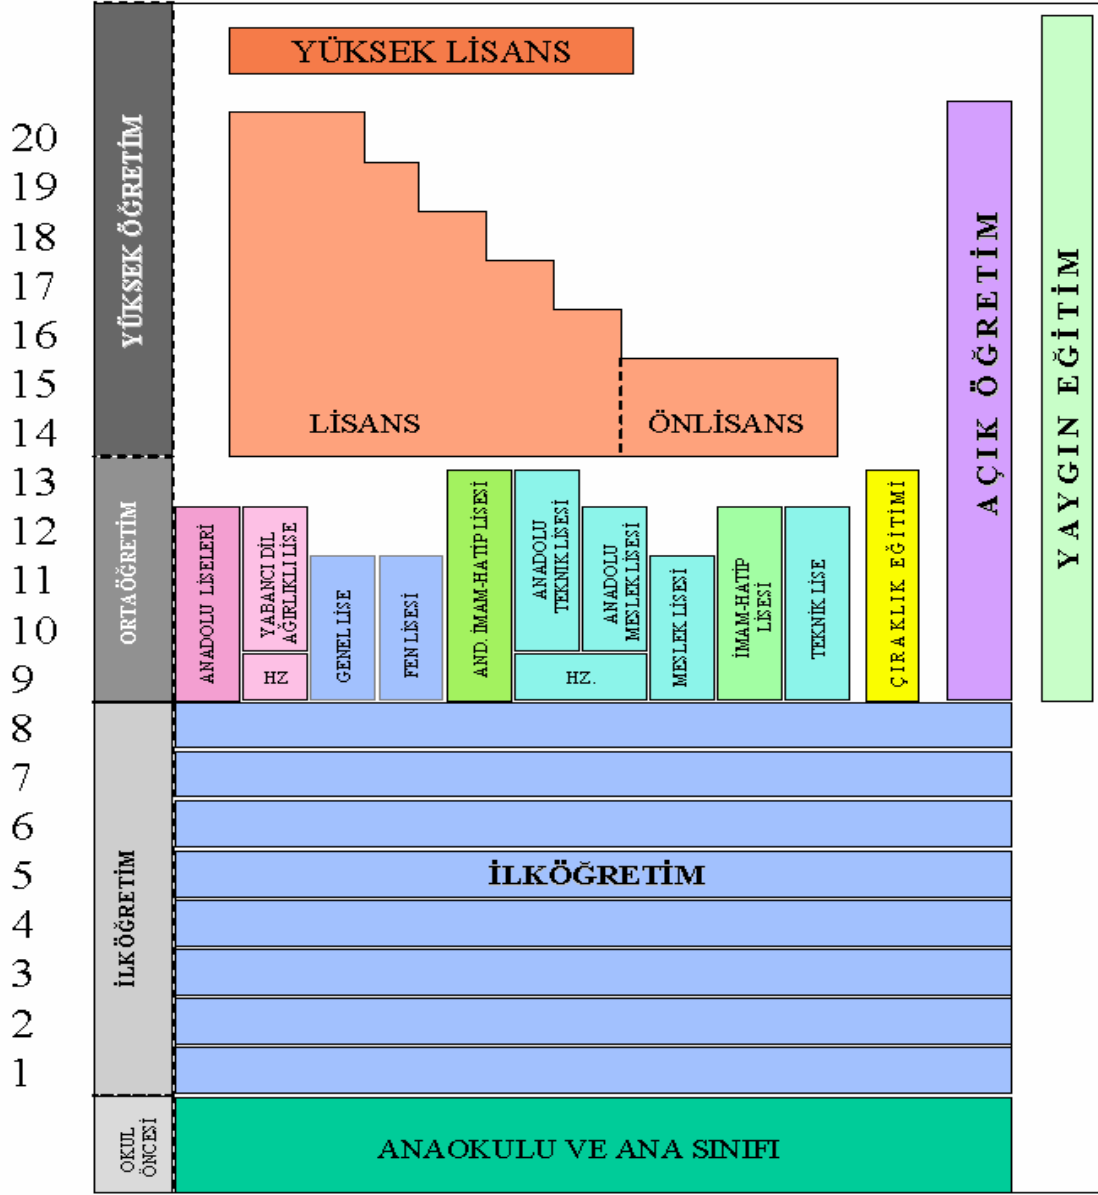 YÜKSEK LİSANS
20
19
18
17
16
15
14
13
12
11
10
9
8
7
6
5
4
3
2
1
YÜKSEK ÖĞRETİM
ORTA ÖĞRETİM
İLKÖĞRETİM
OKUL
ÖNCESİ
LİSANS
ÖNLİSANS
ANADOLU LİSELERİ
YABANCI DİL
AĞIRLIKLI LİSE
HZ
GENEL LİSE
FEN LİSESİ
AND. İMAM-HATİP LİSESİ
ANADOLU
TEKNİK LİSESİ
ANADOLU
MESLEK LİSESİ
HZ.
MESLEK LİSESİ
İMAM-HATİP
LİSESİ
TEKNİK LİSE
ÇIRAKLIK EĞİTİMİ
AÇIK ÖĞRETİM
YAYGIN EĞİTİM
İLKÖĞRETİM
ANAOKULU VE ANA SINIFI